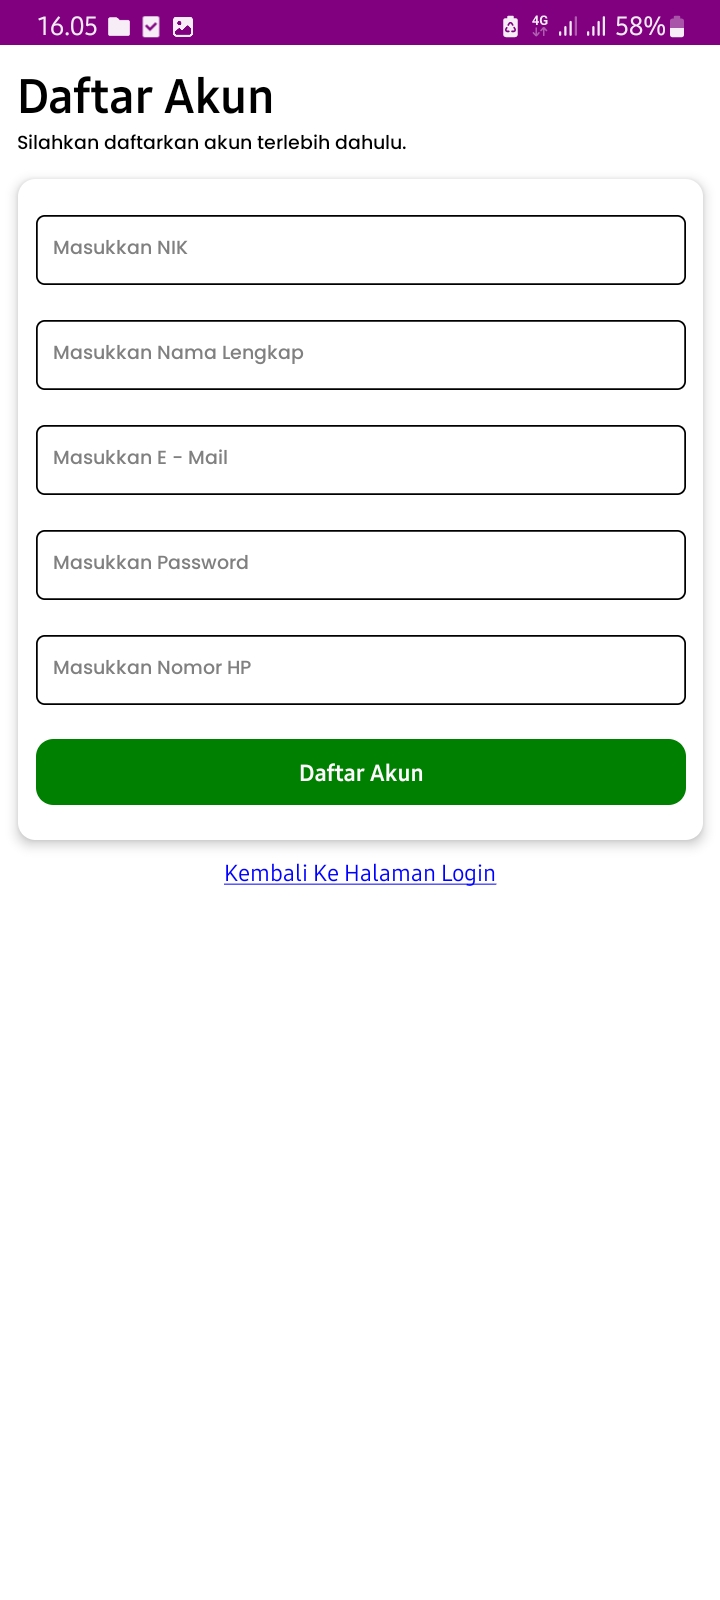 16.05 4G 58%
Daftar Akun
Silahkan daftarkan akun terlebih dahulu.
Masukkan NIK
Masukkan Nama Lengkap
Masukkan E - Mail
Masukkan Password
Masukkan Nomor HP
Daftar Akun
Kembali Ke Halaman Login